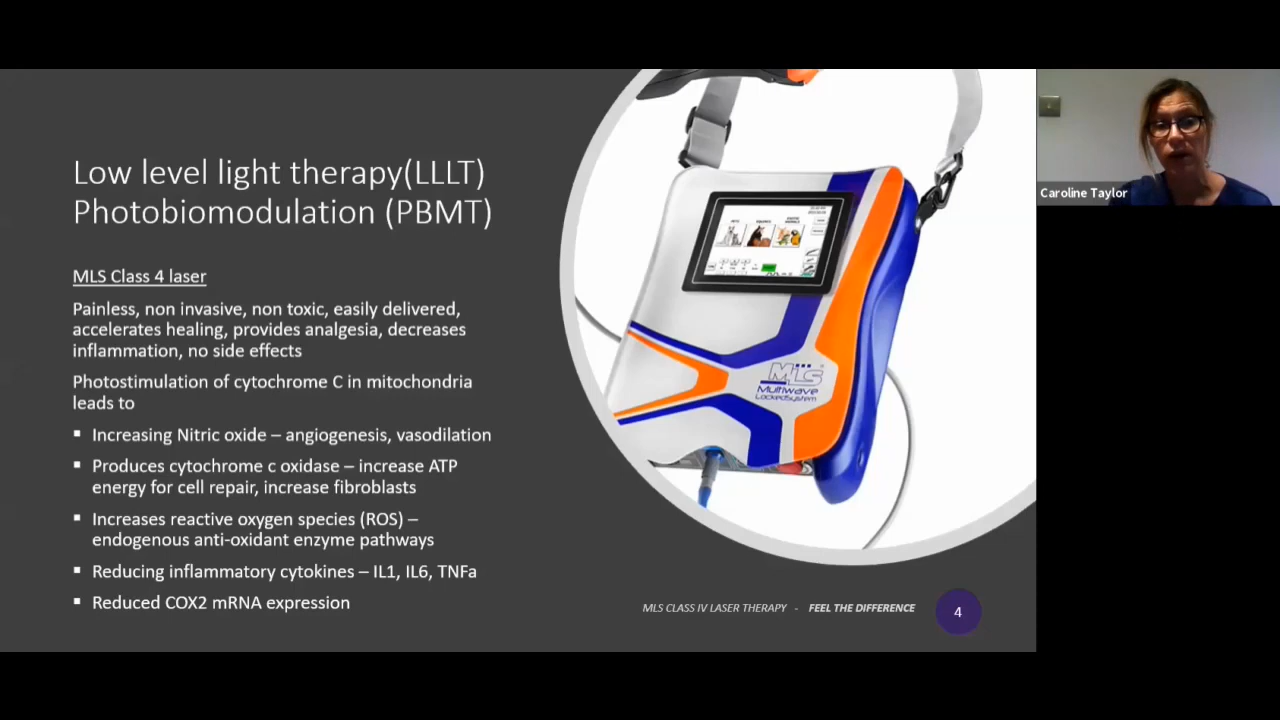 Low level light therapy(LLLT)
Photobiomodulation (PBMT)
MLS Class 4 laser
Painless, non invasive, non toxic, easily delivered,
accelerates healing, provides analgesia, decreases
inflammation, no side effects
Photostimulation of cytochrome C in mitochondria
leads to
▪ Increasing Nitric oxide – angiogenesis, vasodilation
▪ Produces cytochrome c oxidase – increase ATP
energy for cell repair, increase fibroblasts
▪ Increases reactive oxygen species (ROS) –
endogenous anti-oxidant enzyme pathways
▪ Reducing inflammatory cytokines – IL1, IL6, TNFa
▪ Reduced COX2 mRNA expression
MLS
Multiwave
LockedSystem
MLS CLASS IV LASER THERAPY - FEEL THE DIFFERENCE
4
Caroline Taylor